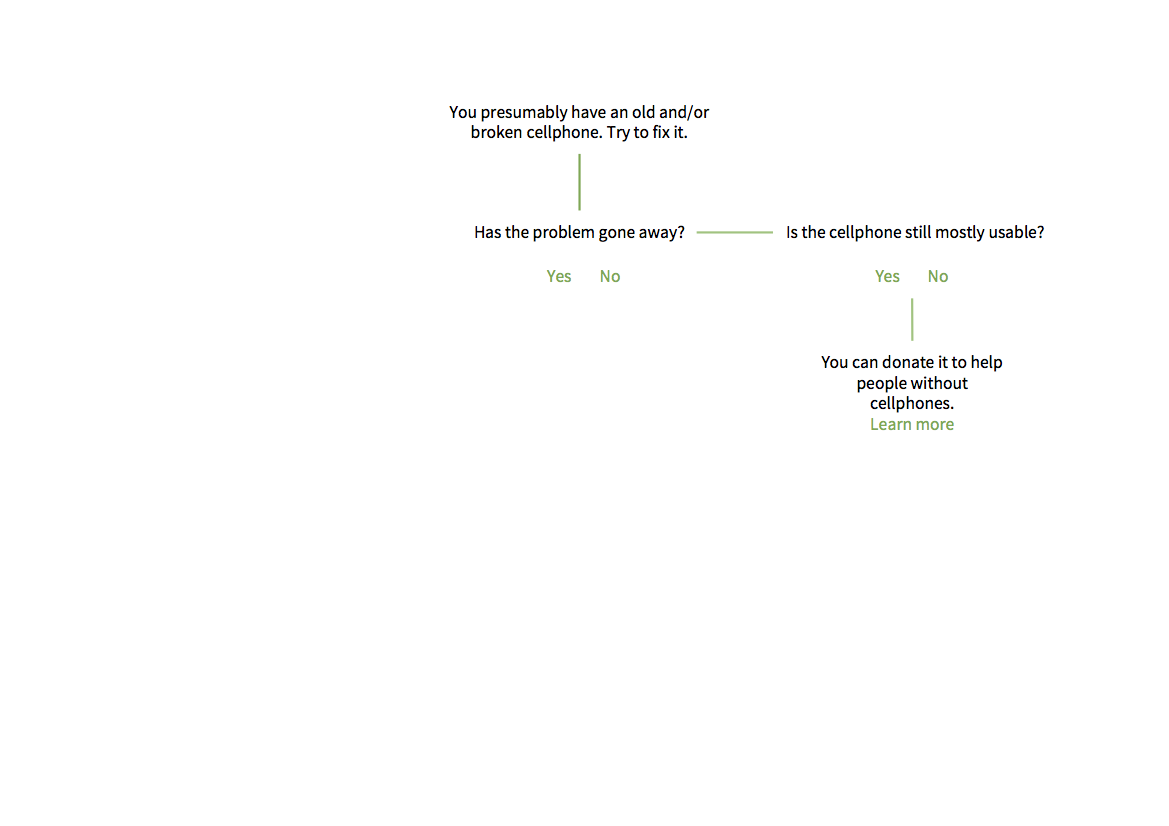 You presumably have an old and/or
broken cellphone. Try to fix it.
Has the problem gone away?
Is the cellphone still mostly usable?
Yes No
Yes No
You can donate it to help
people without
cellphones.
Learn more